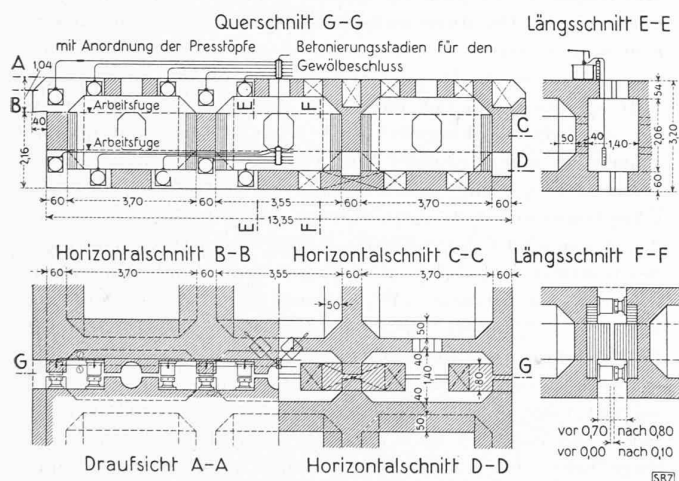 Querschnitt G-G
Längsschnitt E-E
mit Anordnung der Presstöpfe
Betonierungsstadien für den
Gewölbeschluss
A
1,04
B
40
2,16
Arbeitsfuge
Arbeitsfuge
E
F
C
D
50
40
1,40
54
2,06
60
3,20
60
3,70
60
3,55
60
3,70
60
13,35
E
F
Horizontalschnitt B-B
Horizontalschnitt C-C
Längsschnitt F-F
60
3,70
60
3,55
60
3,70
60
50
50
40
1,40
80
40
50
G
G
vor 0,70 nach 0,80
vor 0,00 nach 0,10
Draufsicht A-A
Horizontalschnitt D-D
SBZ